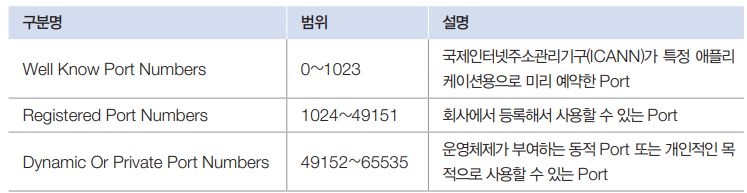 구분명 범위 설명
Well Know Port Numbers 0~1023 국제인터넷주소관리기구(ICANN)가 특정 애플리
케이션용으로 미리 예약한 Port
Registered Port Numbers 1024~49151 회사에서 등록해서 사용할 수 있는 Port
Dynamic Or Private Port Numbers 49152~65535 운영체제가 부여하는 동적 Port 또는 개인적인 목
적으로 사용할 수 있는 Port